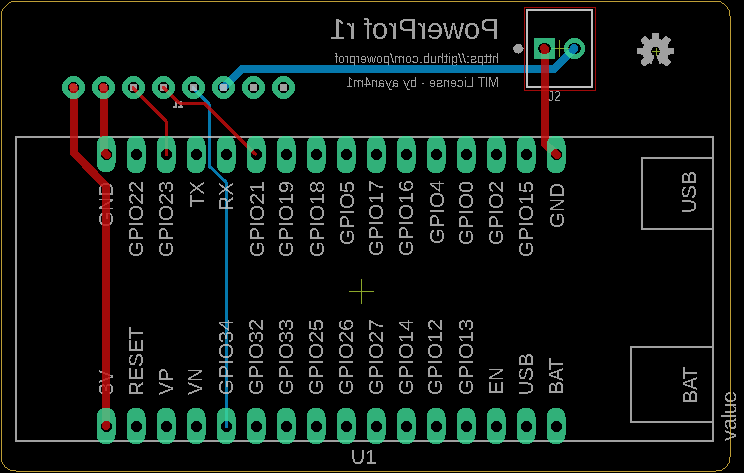 PowerProf r1
https://github.com/powerprof
MIT License - by ayan4m1
J2
J1
GND
GPIO22
GPIO23
TX
RX
GPIO21
GPIO19
GPIO18
GPIO5
GPIO17
GPIO16
GPIO4
GPIO0
GPIO2
GPIO15
GND
USB
3V
RESET
VP
VN
GPIO34
GPIO32
GPIO33
GPIO25
GPIO26
GPIO27
GPIO14
GPIO12
GPIO13
EN
USB
BAT
BAT
value
U1